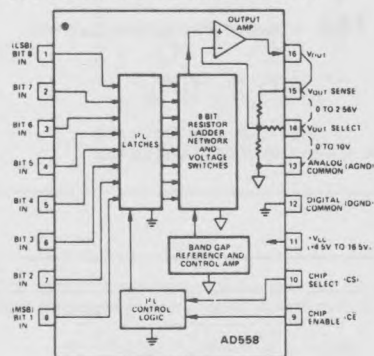 OUTPUT
AMP
(LSB)
BIT 8
IN
1
BIT 7
IN
2
BIT 6
IN
3
BIT 5
IN
4
BIT 4
IN
5
BIT 3
IN
6
BIT 2
IN
7
(MSB)
BIT 1
IN
8
I²L
LATCHES
8-BIT
RESISTOR
LADDER
NETWORK
AND
VOLTAGE
SWITCHES
BAND GAP
REFERENCE AND
CONTROL AMP
I²L
CONTROL
LOGIC
AD558
16
VOUT
15
VOUT SENSE
0 TO 2 56V
14
VOUT SELECT
0 TO 10V
13
ANALOG
COMMON (AGND)
12
DIGITAL
COMMON (DGND)
11
+VCC
(+4 5V TO 16 5V)
10
CHIP
SELECT (CS)
9
CHIP
ENABLE (CE)